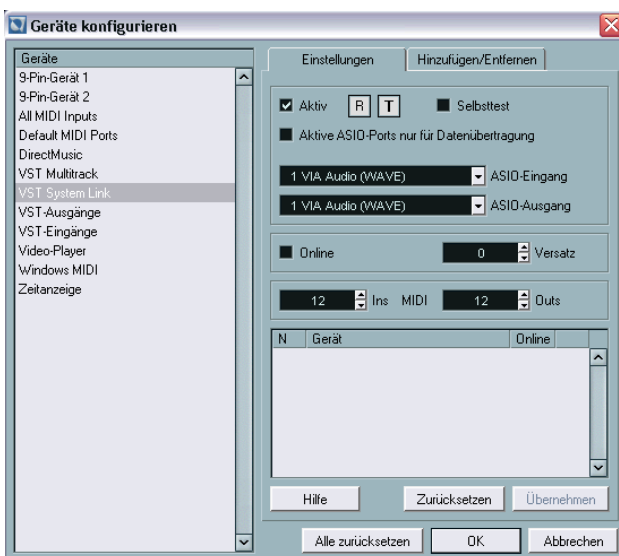 Geräte konfigurieren
Geräte
9-Pin-Gerät 1
9-Pin-Gerät 2
All MIDI Inputs
Default MIDI Ports
DirectMusic
VST Multitrack
VST System Link
VST-Ausgänge
VST-Eingänge
Video-Player
Windows MIDI
Zeitanzeige
Einstellungen Hinzufügen/Entfernen
Aktiv R T Selbsttest
Aktive ASIO-Ports nur für Datenübertragung
1 VIA Audio (WAVE) ASIO-Eingang
1 VIA Audio (WAVE) ASIO-Ausgang
Online 0 Versatz
12 Ins MIDI 12 Outs
N Gerät Online
Hilfe Zurücksetzen Übernehmen
Alle zurücksetzen OK Abbrechen